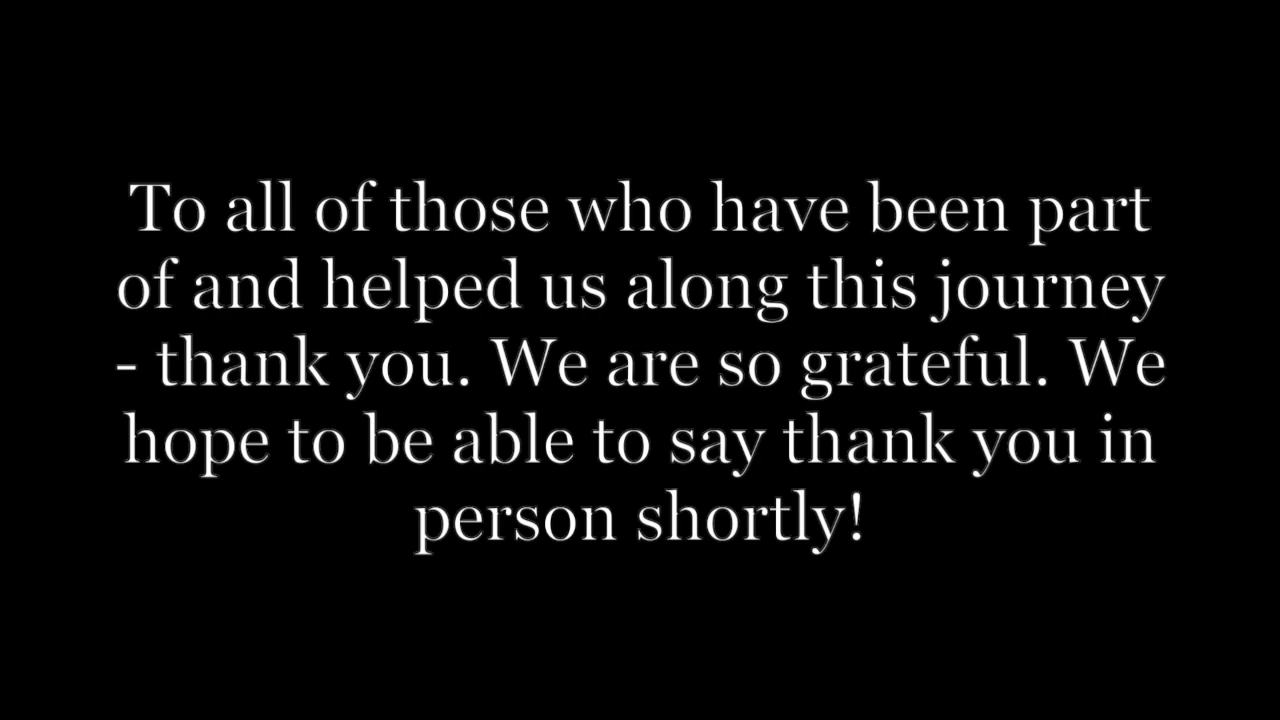 To all of those who have been part
of and helped us along this journey
- thank you. We are so grateful. We
hope to be able to say thank you in
person shortly!